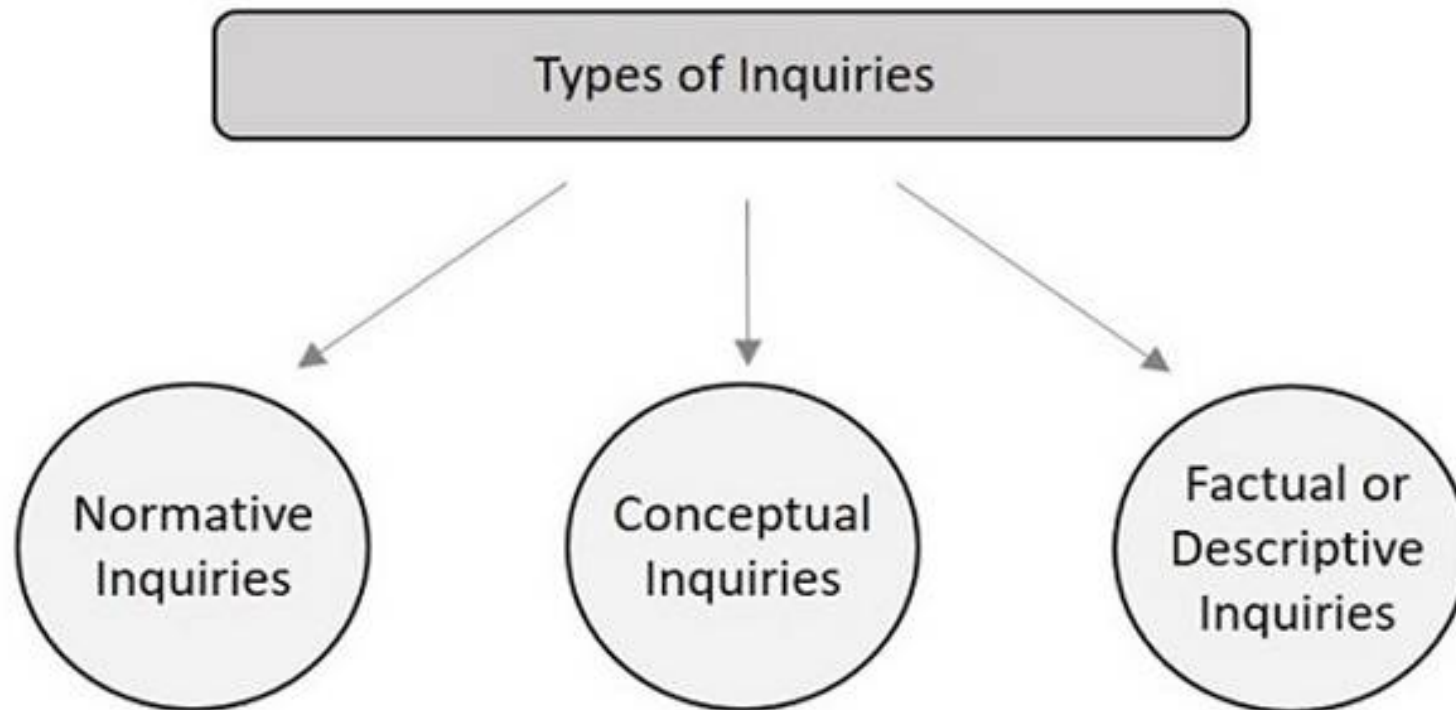 Types of Inquiries
Normative
Inquiries
Conceptual
Inquiries
Factual or
Descriptive
Inquiries